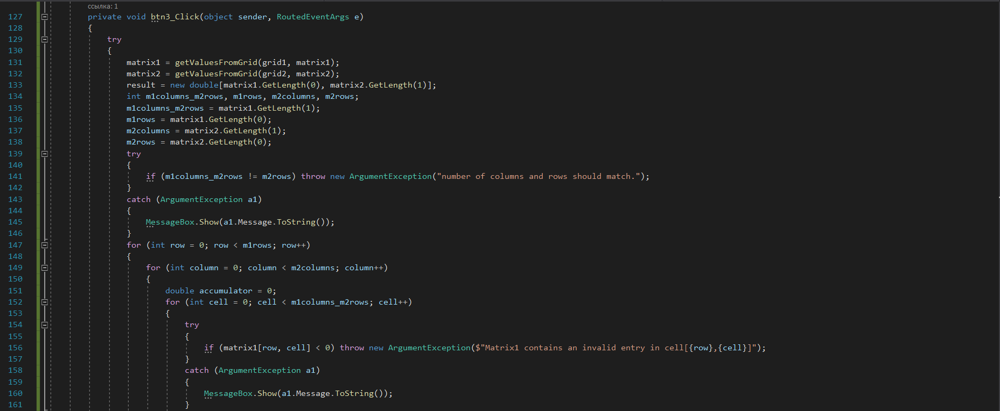 ссылка: 1
127 private void btn3_Click(object sender, RoutedEventArgs e)
128 {
129 try
130 {
131 matrix1 = getValuesFromGrid(grid1, matrix1);
132 matrix2 = getValuesFromGrid(grid2, matrix2);
133 result = new double[matrix1.GetLength(0), matrix2.GetLength(1)];
134 int m1columns_m2rows, m1rows, m2columns, m2rows;
135 m1columns_m2rows = matrix1.GetLength(1);
136 m1rows = matrix1.GetLength(0);
137 m2columns = matrix2.GetLength(1);
138 m2rows = matrix2.GetLength(0);
139 try
140 {
141 if (m1columns_m2rows != m2rows) throw new ArgumentException("number of columns and rows should match.");
142 }
143 catch (ArgumentException a1)
144 {
145 MessageBox.Show(a1.Message.ToString());
146 }
147 for (int row = 0; row < m1rows; row++)
148 {
149 for (int column = 0; column < m2columns; column++)
150 {
151 double accumulator = 0;
152 for (int cell = 0; cell < m1columns_m2rows; cell++)
153 {
154 try
155 {
156 if (matrix1[row, cell] < 0) throw new ArgumentException($"Matrix1 contains an invalid entry in cell[{row},{cell}]");
157 }
158 catch (ArgumentException a1)
159 {
160 MessageBox.Show(a1.Message.ToString());
161 }